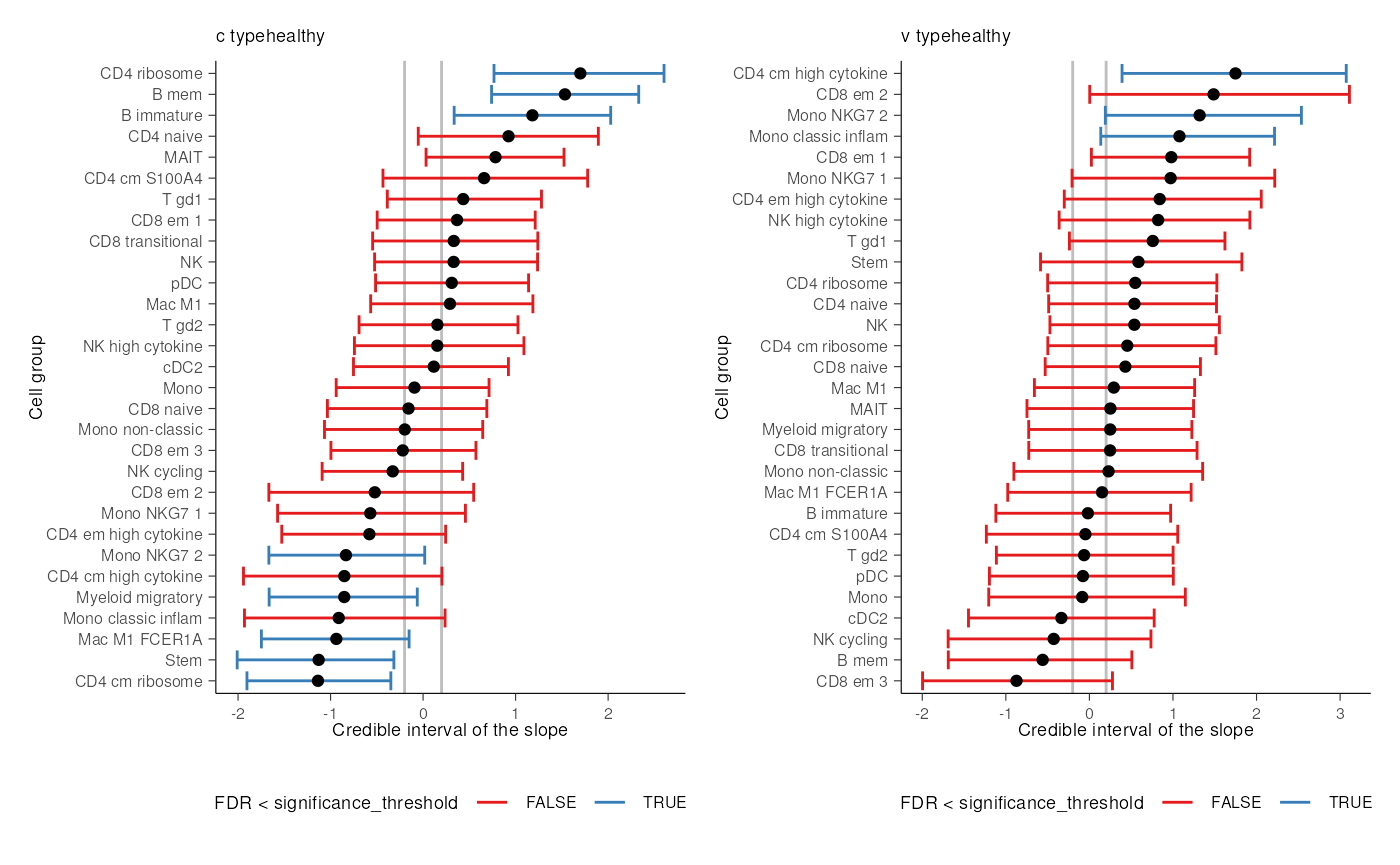 c typehealthy
CD4 ribosome
B mem
B immature
CD4 naive
MAIT
CD4 cm S100A4
T gd1
CD8 em 1
CD8 transitional
NK
pDC
Mac M1
T gd2
NK high cytokine
cDC2
Mono
CD8 naive
Mono non-classic
CD8 em 3
NK cycling
CD8 em 2
Mono NKG7 1
CD4 em high cytokine
Mono NKG7 2
CD4 cm high cytokine
Myeloid migratory
Mono classic inflam
Mac M1 FCER1A
Stem
CD4 cm ribosome
Cell group
-2 -1 0 1 2
Credible interval of the slope
FDR < significance_threshold FALSE TRUE
v typehealthy
CD4 cm high cytokine
CD8 em 2
Mono NKG7 2
Mono classic inflam
CD8 em 1
Mono NKG7 1
CD4 em high cytokine
NK high cytokine
T gd1
Stem
CD4 ribosome
CD4 naive
NK
CD4 cm ribosome
CD8 naive
Mac M1
MAIT
Myeloid migratory
CD8 transitional
Mono non-classic
Mac M1 FCER1A
B immature
CD4 cm S100A4
T gd2
pDC
Mono
cDC2
NK cycling
B mem
CD8 em 3
Cell group
-2 -1 0 1 2 3
Credible interval of the slope
FDR < significance_threshold FALSE TRUE